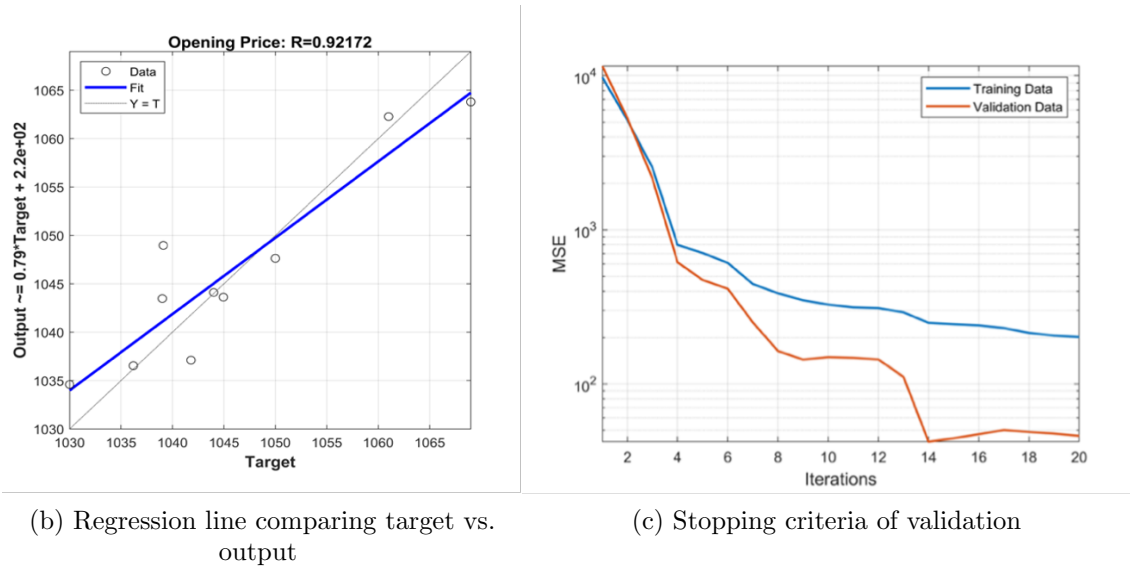 Opening Price: R=0.92172
Data
Fit
Y = T
Output ~= 0.79*Target + 2.2e+02
1065
1060
1055
1050
1045
1040
1035
1030
1030 1035 1040 1045 1050 1055 1060 1065
Target
(b) Regression line comparing target vs.
output
Training Data
Validation Data
MSE
10^4
10^3
10^2
2 4 6 8 10 12 14 16 18 20
Iterations
(c) Stopping criteria of validation